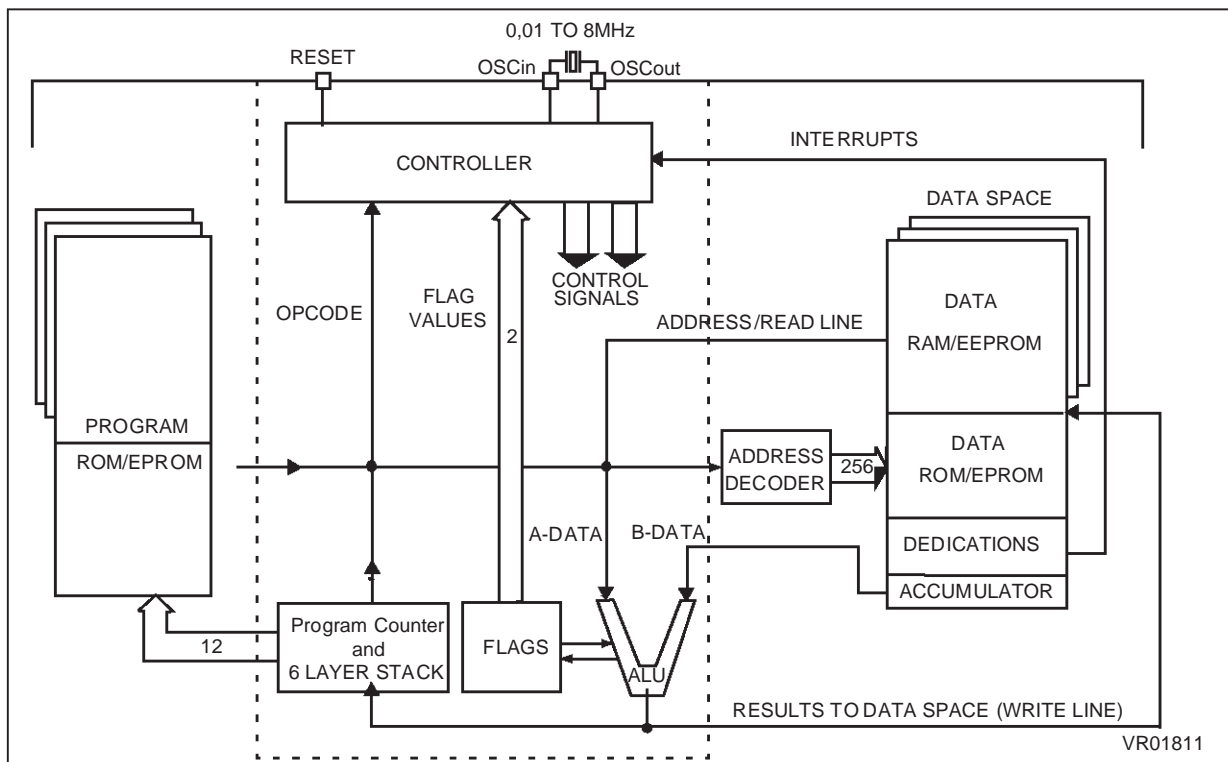 0,01 TO 8MHz
RESET
OSCin
OSCout
INTERRUPTS
CONTROLLER
DATA SPACE
CONTROL
SIGNALS
OPCODE
FLAG
VALUES
2
ADDRESS/READ LINE
DATA
RAM/EEPROM
PROGRAM
ROM/EPROM
ADDRESS
DECODER
256
DATA
ROM/EPROM
A-DATA
B-DATA
DEDICATIONS
ACCUMULATOR
12
Program Counter
and
6 LAYER STACK
FLAGS
ALU
RESULTS TO DATA SPACE (WRITE LINE)
VR01811